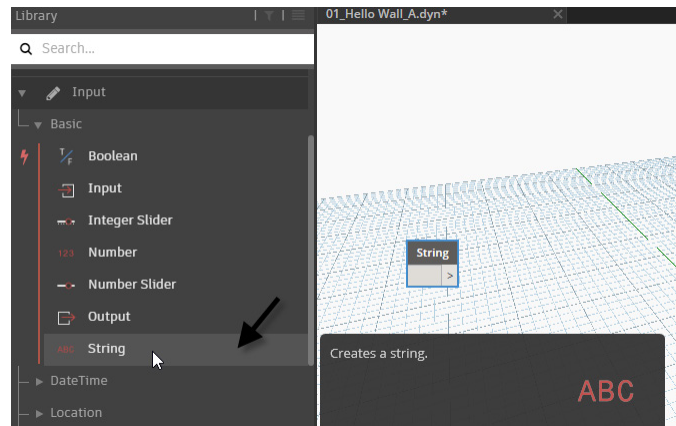 Library
01_Hello Wall_A.dyn*
Search...
Input
Basic
T/F Boolean
Input
Integer Slider
123 Number
Number Slider
Output
ABC String
DateTime
Location
String
>
Creates a string.
ABC